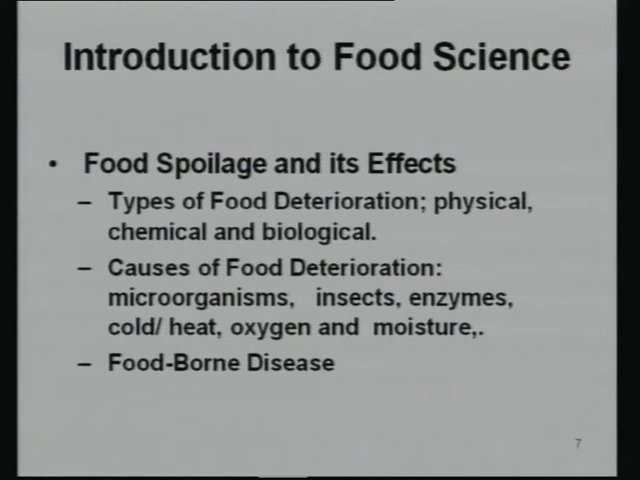 Introduction to Food Science
• Food Spoilage and its Effects
– Types of Food Deterioration; physical,
chemical and biological.
– Causes of Food Deterioration:
microorganisms, insects, enzymes,
cold/ heat, oxygen and moisture,.
– Food-Borne Disease
7